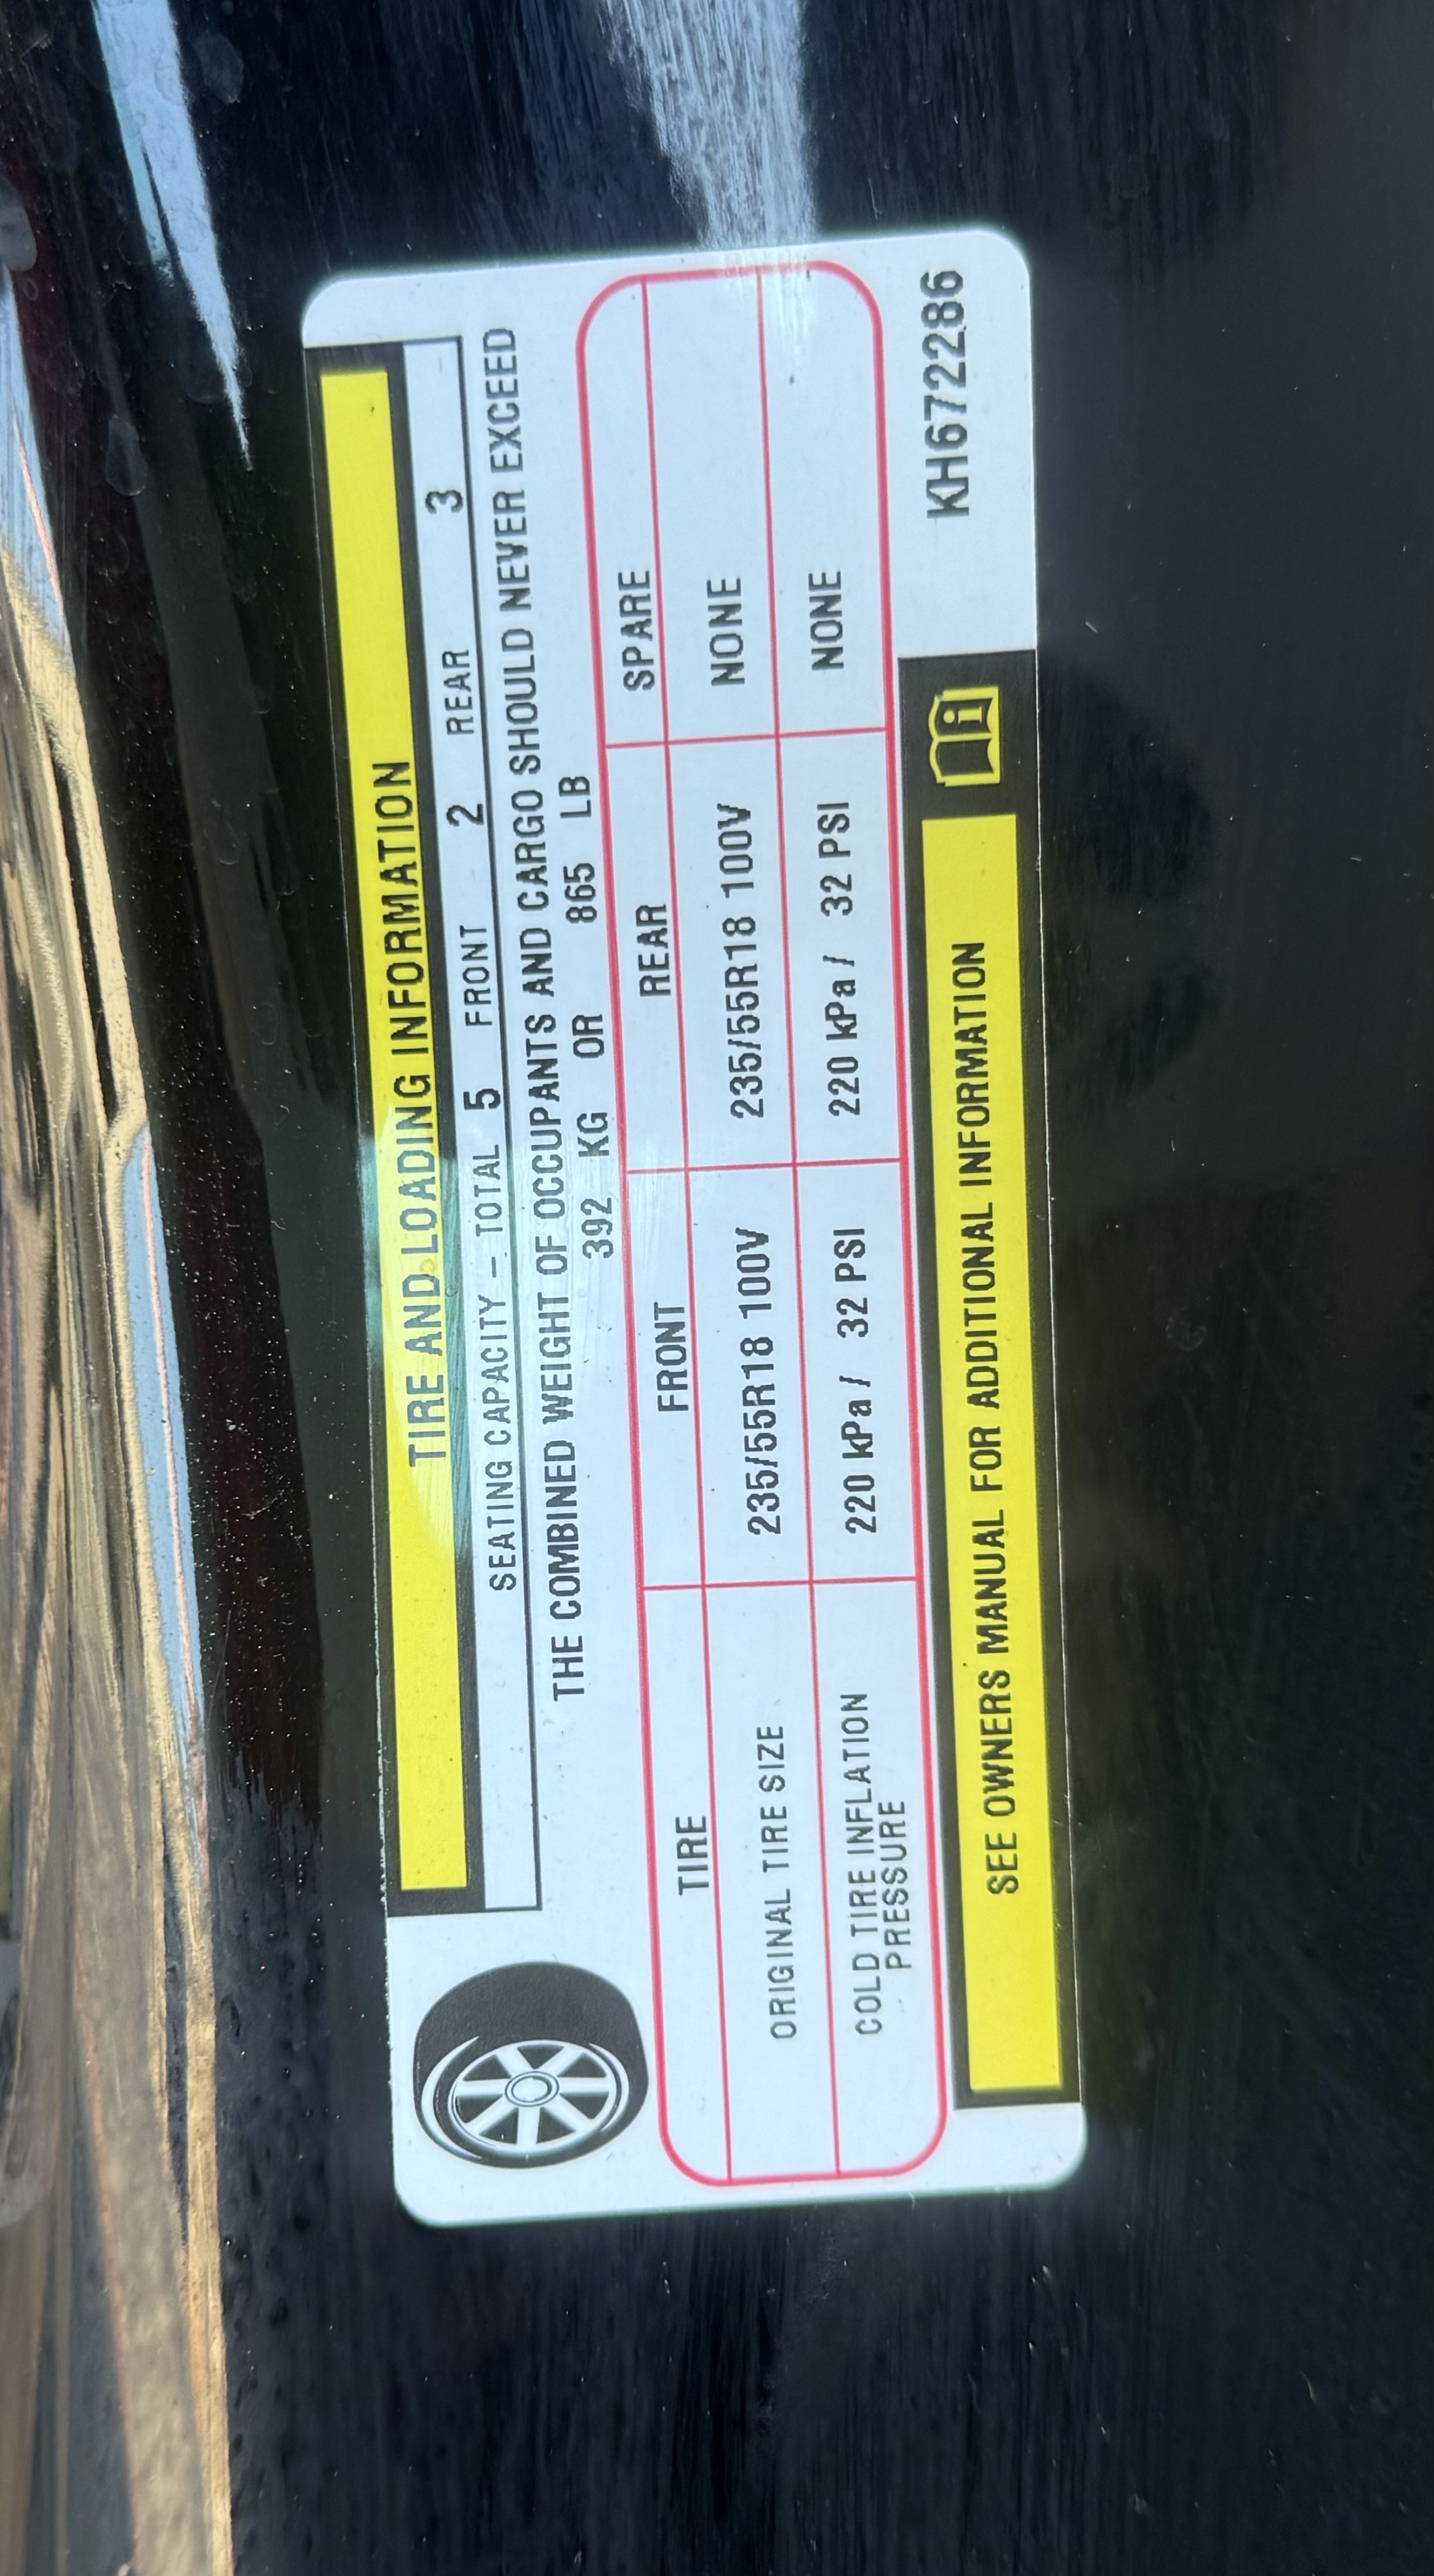 TIRE AND LOADING INFORMATION
SEATING CAPACITY – TOTAL 5 FRONT 2 REAR 3
THE COMBINED WEIGHT OF OCCUPANTS AND CARGO SHOULD NEVER EXCEED
392 KG OR 865 LB
TIRE FRONT REAR SPARE
ORIGINAL TIRE SIZE 235/55R18 100V 235/55R18 100V NONE
COLD TIRE INFLATION PRESSURE 220 kPa / 32 PSI 220 kPa / 32 PSI NONE
SEE OWNERS MANUAL FOR ADDITIONAL INFORMATION
KH672286